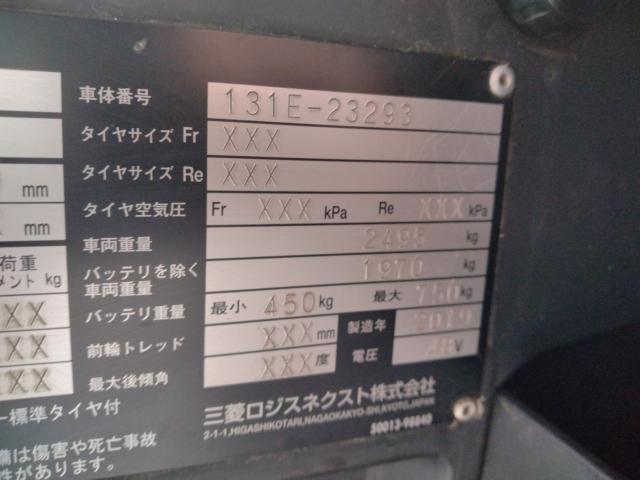 車体番号 131E-23293
タイヤサイズ Fr XXX
タイヤサイズ Re XXX
mm
タイヤ空気圧 Fr XXX kPa Re XXX kPa
mm
車両重量 2495 kg
荷重
メント kg
バッテリを除く
車両重量 1970 kg
XX
バッテリ重量 最小 450 kg 最大 750 kg
XX
前輪トレッド XXX mm 製造年 2019
XX
最大後傾角 XXX 度 電圧 V
標準タイヤ付
三菱ロジスネクスト株式会社
2-1-1,HIGASHIKOTARI,NAGAOKAKYO-SHI,KYOTO,JAPAN
50013-98840
備は傷害や死亡事故
性があります。